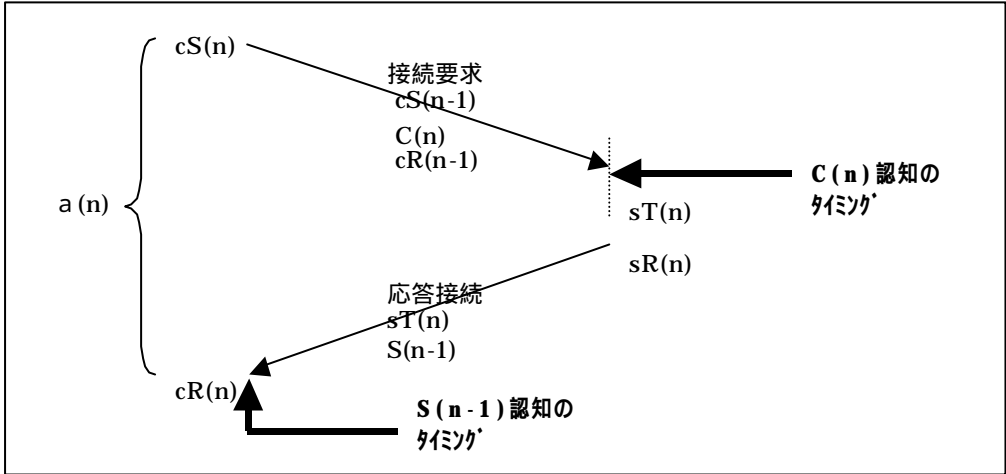 cS(n)
接続要求
cS(n-1)
C(n)
cR(n-1)
C(n)認知の
ﾀｲﾐﾝｸﾞ
a(n)
sT(n)
sR(n)
応答接続
sT(n)
S(n-1)
cR(n)
S(n-1)認知の
ﾀｲﾐﾝｸﾞ